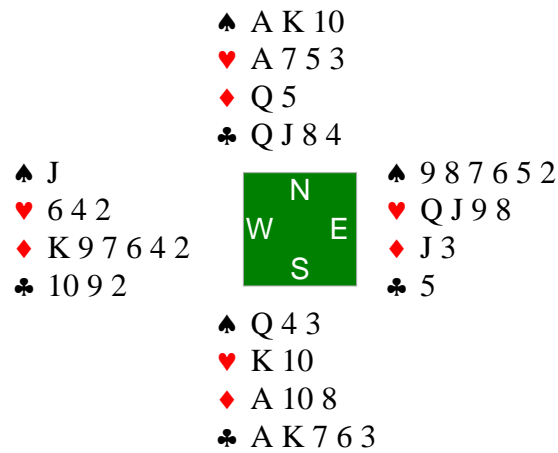 ♠ A K 10
♥ A 7 5 3
♦ Q 5
♣ Q J 8 4
♠ J
♥ 6 4 2
♦ K 9 7 6 4 2
♣ 10 9 2
N
W E
S
♠ 9 8 7 6 5 2
♥ Q J 9 8
♦ J 3
♣ 5
♠ Q 4 3
♥ K 10
♦ A 10 8
♣ A K 7 6 3